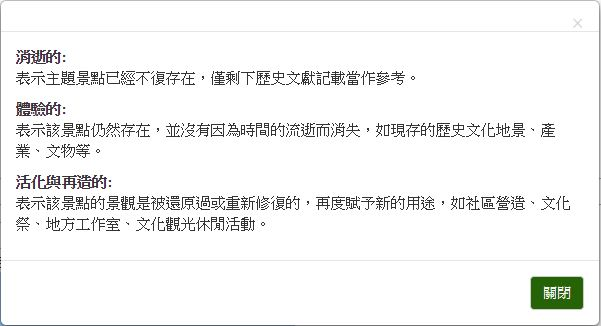 ×
消逝的:
表示主題景點已經不復存在，僅剩下歷史文獻記載當作參考。
體驗的:
表示該景點仍然存在，並沒有因為時間的流逝而消失，如現存的歷史文化地景、產
業、文物等。
活化與再造的:
表示該景點的景觀是被還原過或重新修復的，再度賦予新的用途，如社區營造、文化
祭、地方工作室、文化觀光休閒活動。
關閉